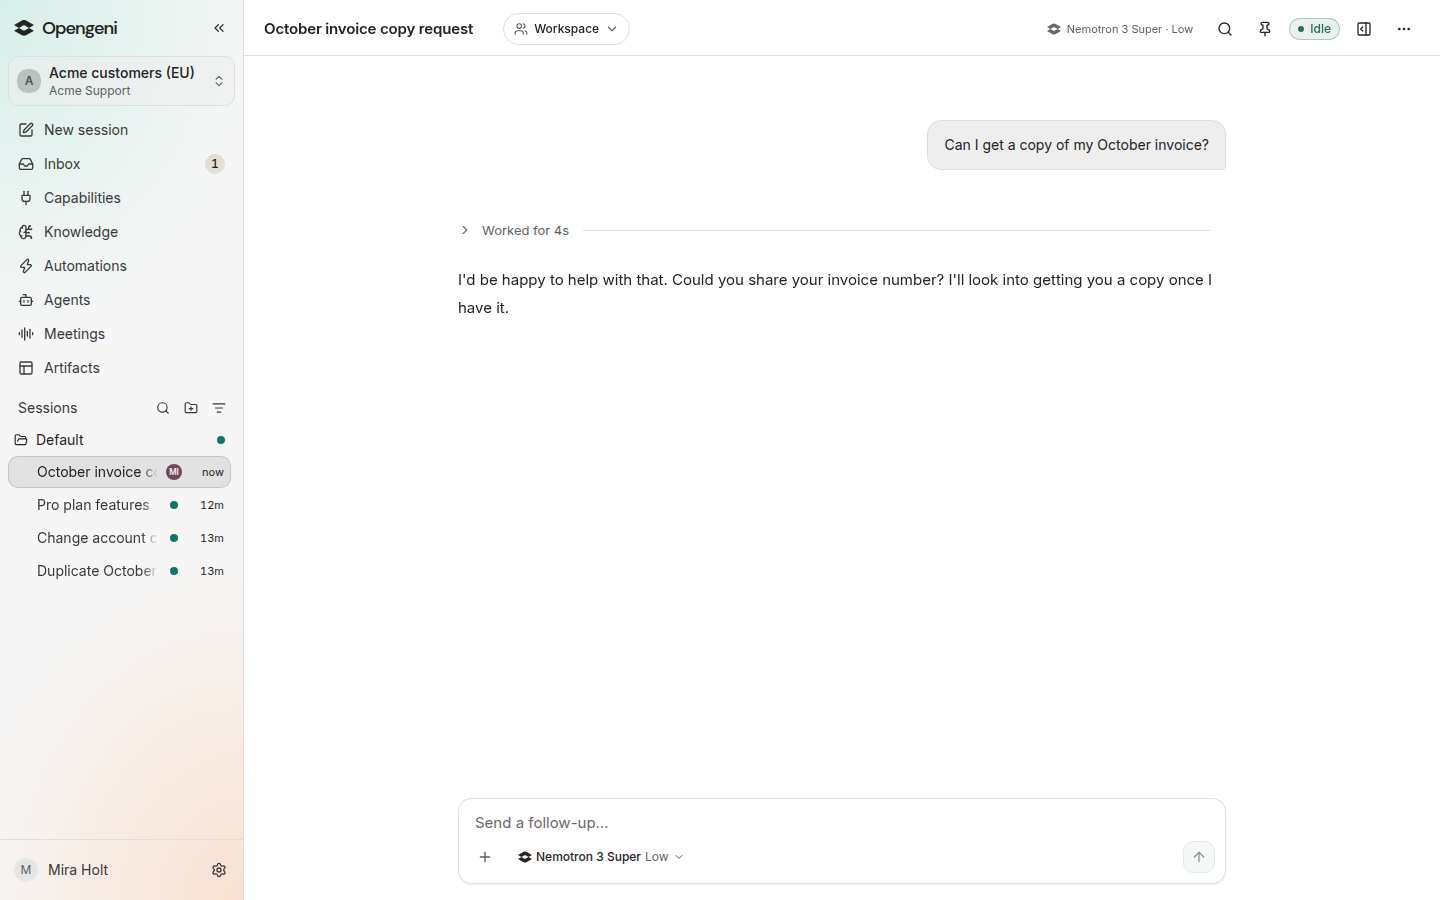 Opengeni
Acme customers (EU)
A
Acme Support
New session
Inbox
1
Capabilities
Knowledge
Automations
Agents
Meetings
Artifacts
Sessions
Default
October invoice
MI
now
Pro plan features
12m
Change account
13m
Duplicate October
13m
M
Mira Holt
October invoice copy request
Workspace
Nemotron 3 Super · Low
Idle
Can I get a copy of my October invoice?
Worked for 4s
I'd be happy to help with that. Could you share your invoice number? I'll look into getting you a copy once I
have it.
Send a follow-up...
Nemotron 3 Super Low